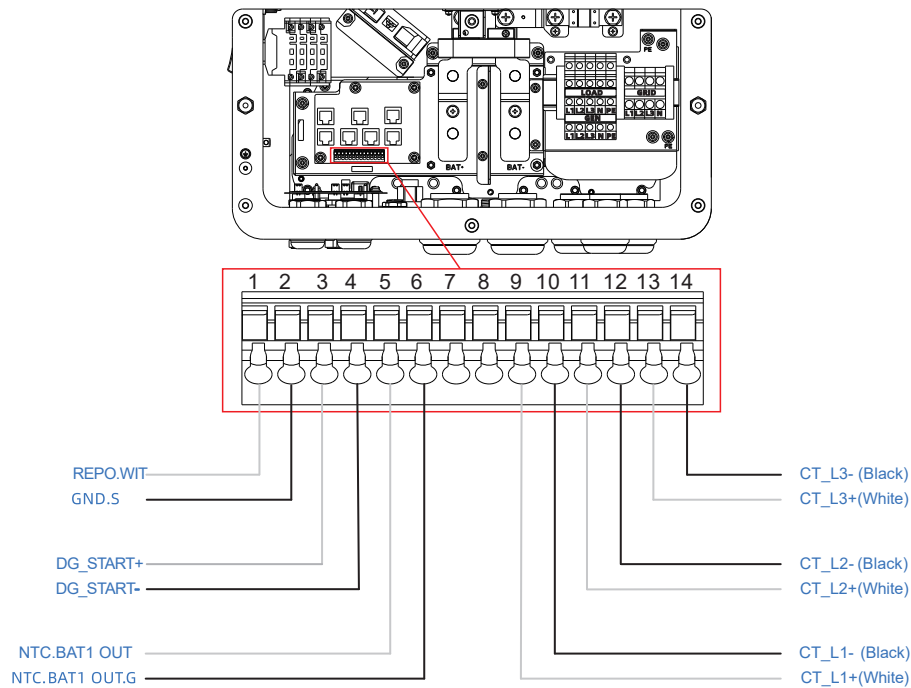 PE
LOAD
GRID
L1 L2 L3 N PE
L1 L2 L3 N
GEN
L1 L2 L3 N PE
PE
BAT+
BAT-
1 2 3 4 5 6 7 8 9 10 11 12 13 14
REPO.WIT
CT_L3- (Black)
GND.S
CT_L3+(White)
DG_START+
CT_L2- (Black)
DG_START-
CT_L2+(White)
NTC.BAT1 OUT
CT_L1- (Black)
NTC.BAT1 OUT.G
CT_L1+(White)